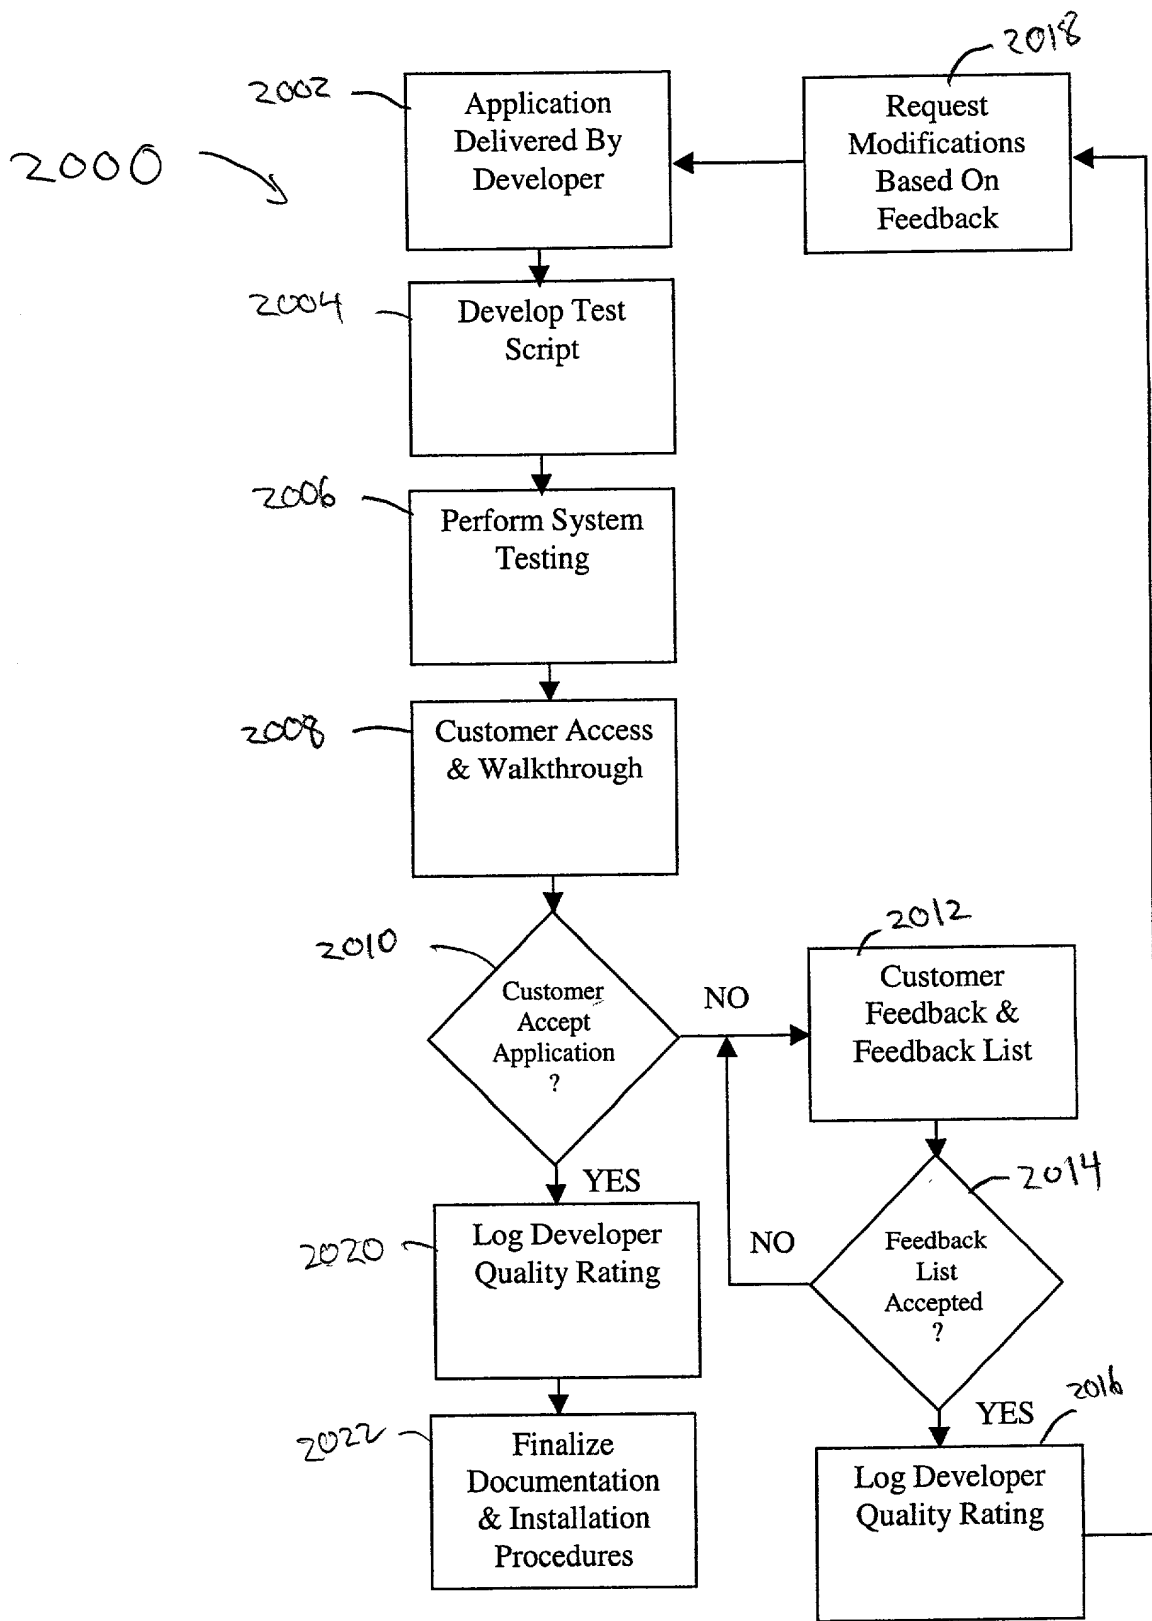 2018
2002
Application
Delivered By
Developer
Request
Modifications
Based On
Feedback
2000
2004
Develop Test
Script
2006
Perform System
Testing
2008
Customer Access
& Walkthrough
2010
Customer
Accept
Application
?
NO
2012
Customer
Feedback &
Feedback List
YES
2014
2020
Log Developer
Quality Rating
NO
Feedback
List
Accepted
?
2016
YES
2022
Finalize
Documentation
& Installation
Procedures
Log Developer
Quality Rating